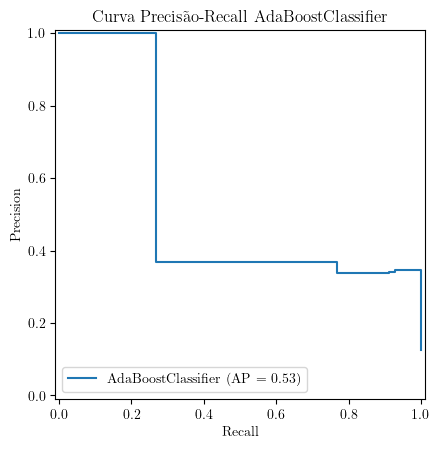 Curva Precisão-Recall AdaBoostClassifier
1.0
0.8
0.6
0.4
0.2
0.0
Precision
AdaBoostClassifier (AP = 0.53)
0.0 0.2 0.4 0.6 0.8 1.0
Recall